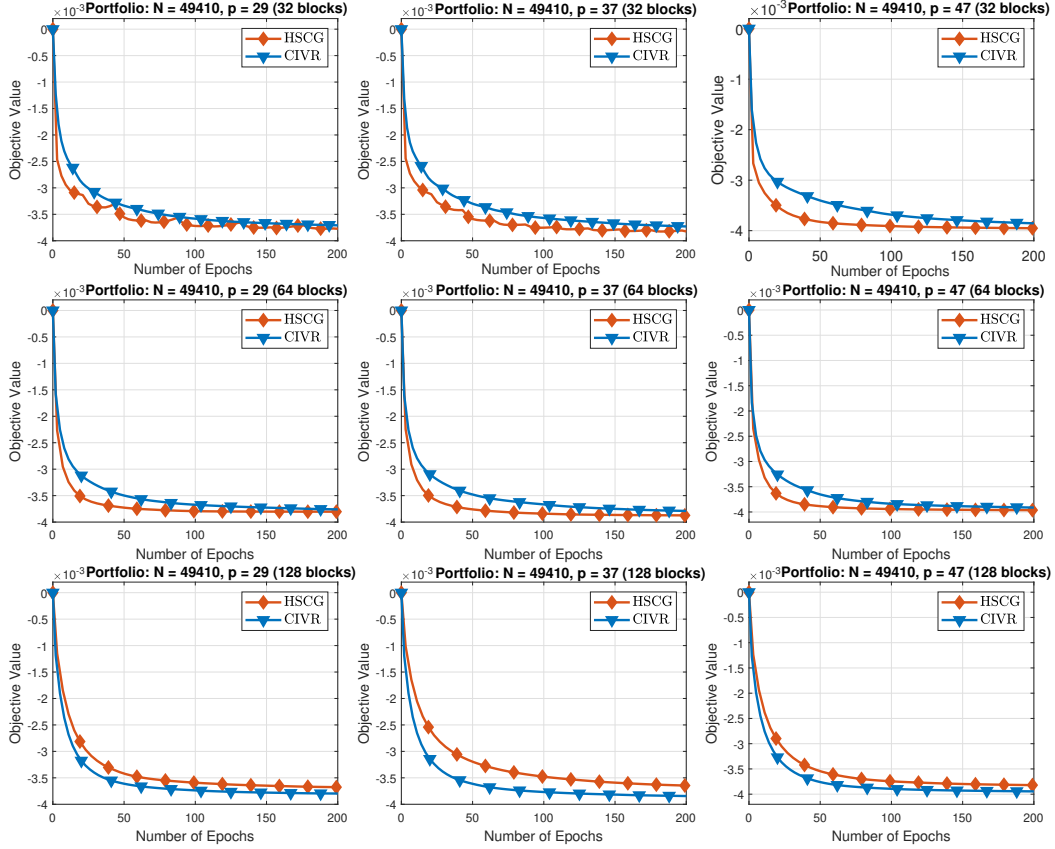 ×10⁻³ Portfolio: N = 49410, p = 29 (32 blocks)
0
-0.5
-1
-1.5
-2
-2.5
-3
-3.5
-4
Objective Value
HSCG
CIVR
0 50 100 150 200
Number of Epochs
×10⁻³ Portfolio: N = 49410, p = 37 (32 blocks)
0
-0.5
-1
-1.5
-2
-2.5
-3
-3.5
-4
Objective Value
HSCG
CIVR
0 50 100 150 200
Number of Epochs
×10⁻³ Portfolio: N = 49410, p = 47 (32 blocks)
0
-1
-2
-3
-4
Objective Value
HSCG
CIVR
0 50 100 150 200
Number of Epochs
×10⁻³ Portfolio: N = 49410, p = 29 (64 blocks)
0
-0.5
-1
-1.5
-2
-2.5
-3
-3.5
-4
Objective Value
HSCG
CIVR
0 50 100 150 200
Number of Epochs
×10⁻³ Portfolio: N = 49410, p = 37 (64 blocks)
0
-0.5
-1
-1.5
-2
-2.5
-3
-3.5
-4
Objective Value
HSCG
CIVR
0 50 100 150 200
Number of Epochs
×10⁻³ Portfolio: N = 49410, p = 47 (64 blocks)
0
-0.5
-1
-1.5
-2
-2.5
-3
-3.5
-4
Objective Value
HSCG
CIVR
0 50 100 150 200
Number of Epochs
×10⁻³ Portfolio: N = 49410, p = 29 (128 blocks)
0
-0.5
-1
-1.5
-2
-2.5
-3
-3.5
-4
Objective Value
HSCG
CIVR
0 50 100 150 200
Number of Epochs
×10⁻³ Portfolio: N = 49410, p = 37 (128 blocks)
0
-0.5
-1
-1.5
-2
-2.5
-3
-3.5
-4
Objective Value
HSCG
CIVR
0 50 100 150 200
Number of Epochs
×10⁻³ Portfolio: N = 49410, p = 47 (128 blocks)
0
-0.5
-1
-1.5
-2
-2.5
-3
-3.5
-4
Objective Value
HSCG
CIVR
0 50 100 150 200
Number of Epochs